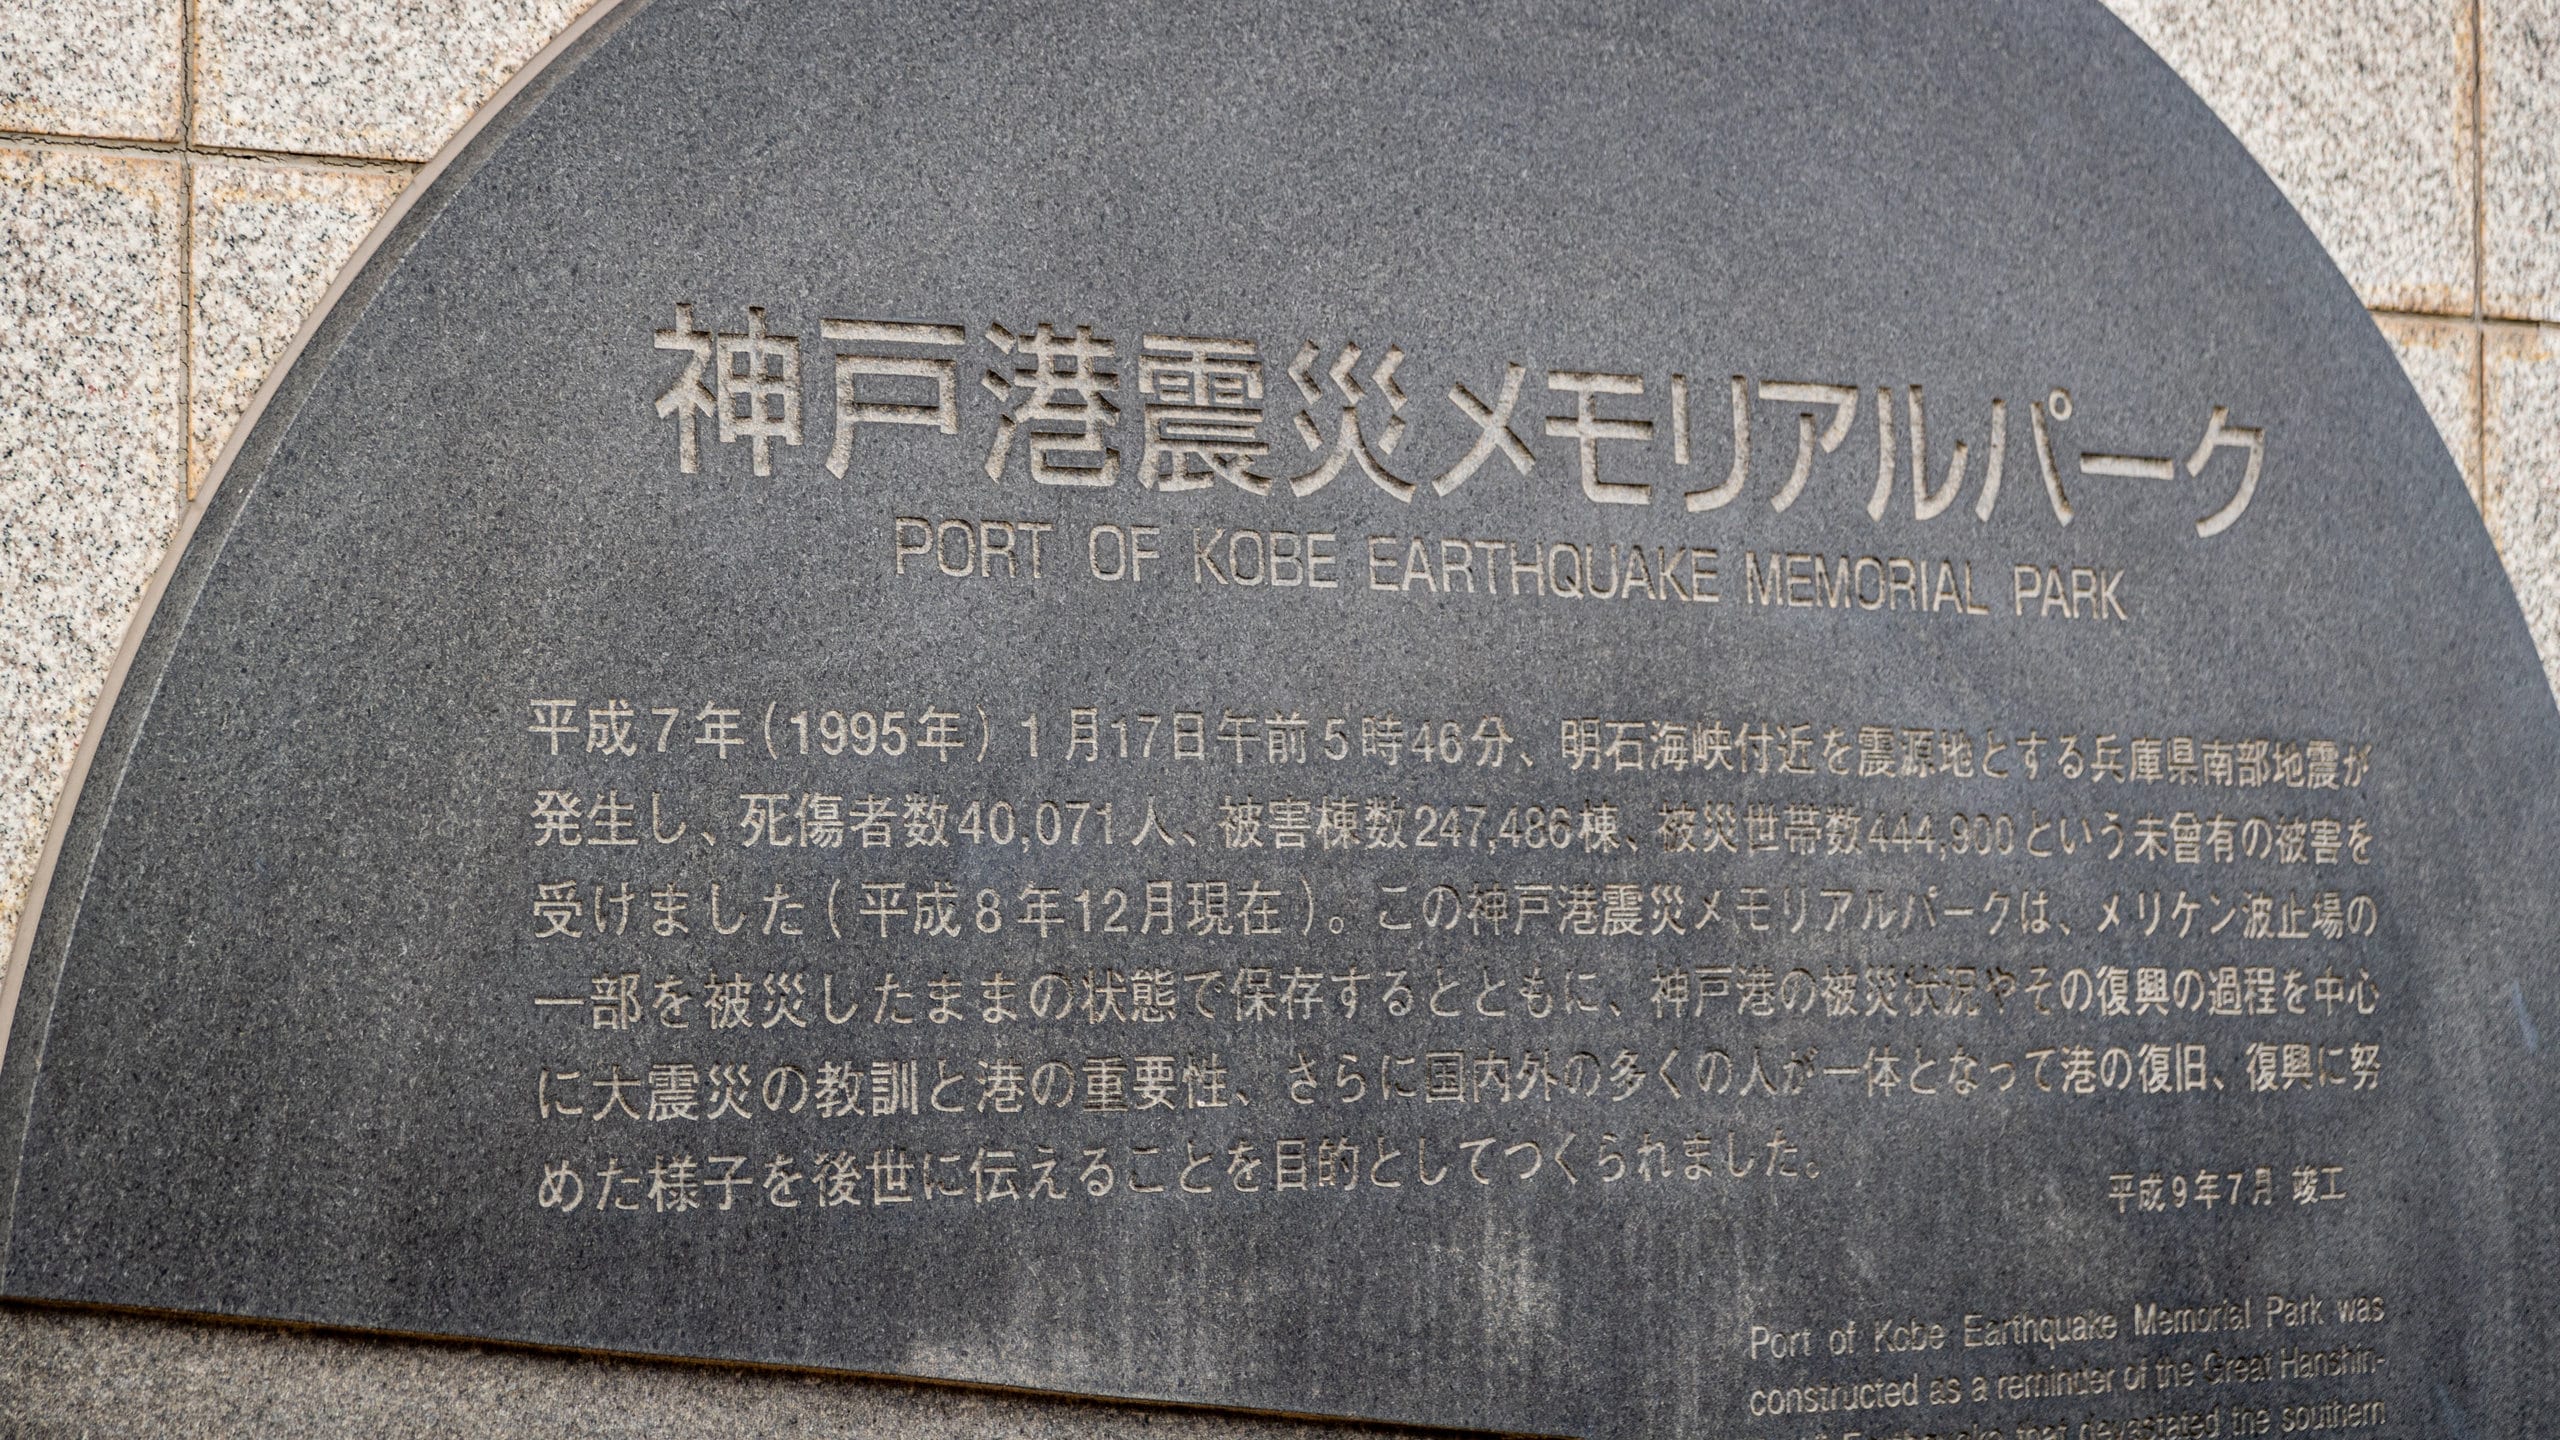 神戸港震災メモリアルパーク
PORT OF KOBE EARTHQUAKE MEMORIAL PARK
平成7年(1995年)1月17日午前5時46分、明石海峡付近を震源地とする兵庫県南部地震が
発生し、死傷者数40,071人、被害棟数247,486棟、被災世帯数444,900という未曾有の被害を
受けました(平成8年12月現在)。この神戸港震災メモリアルパークは、メリケン波止場の
一部を被災したままの状態で保存するとともに、神戸港の被災状況やその復興の過程を中心
に大震災の教訓と港の重要性、さらに国内外の多くの人が一体となって港の復旧、復興に努
めた様子を後世に伝えることを目的としてつくられました。
平成9年7月 竣工
Port of Kobe Earthquake Memorial Park was
constructed as a reminder of the Great Hanshin-
Earthquake that devastated the southern